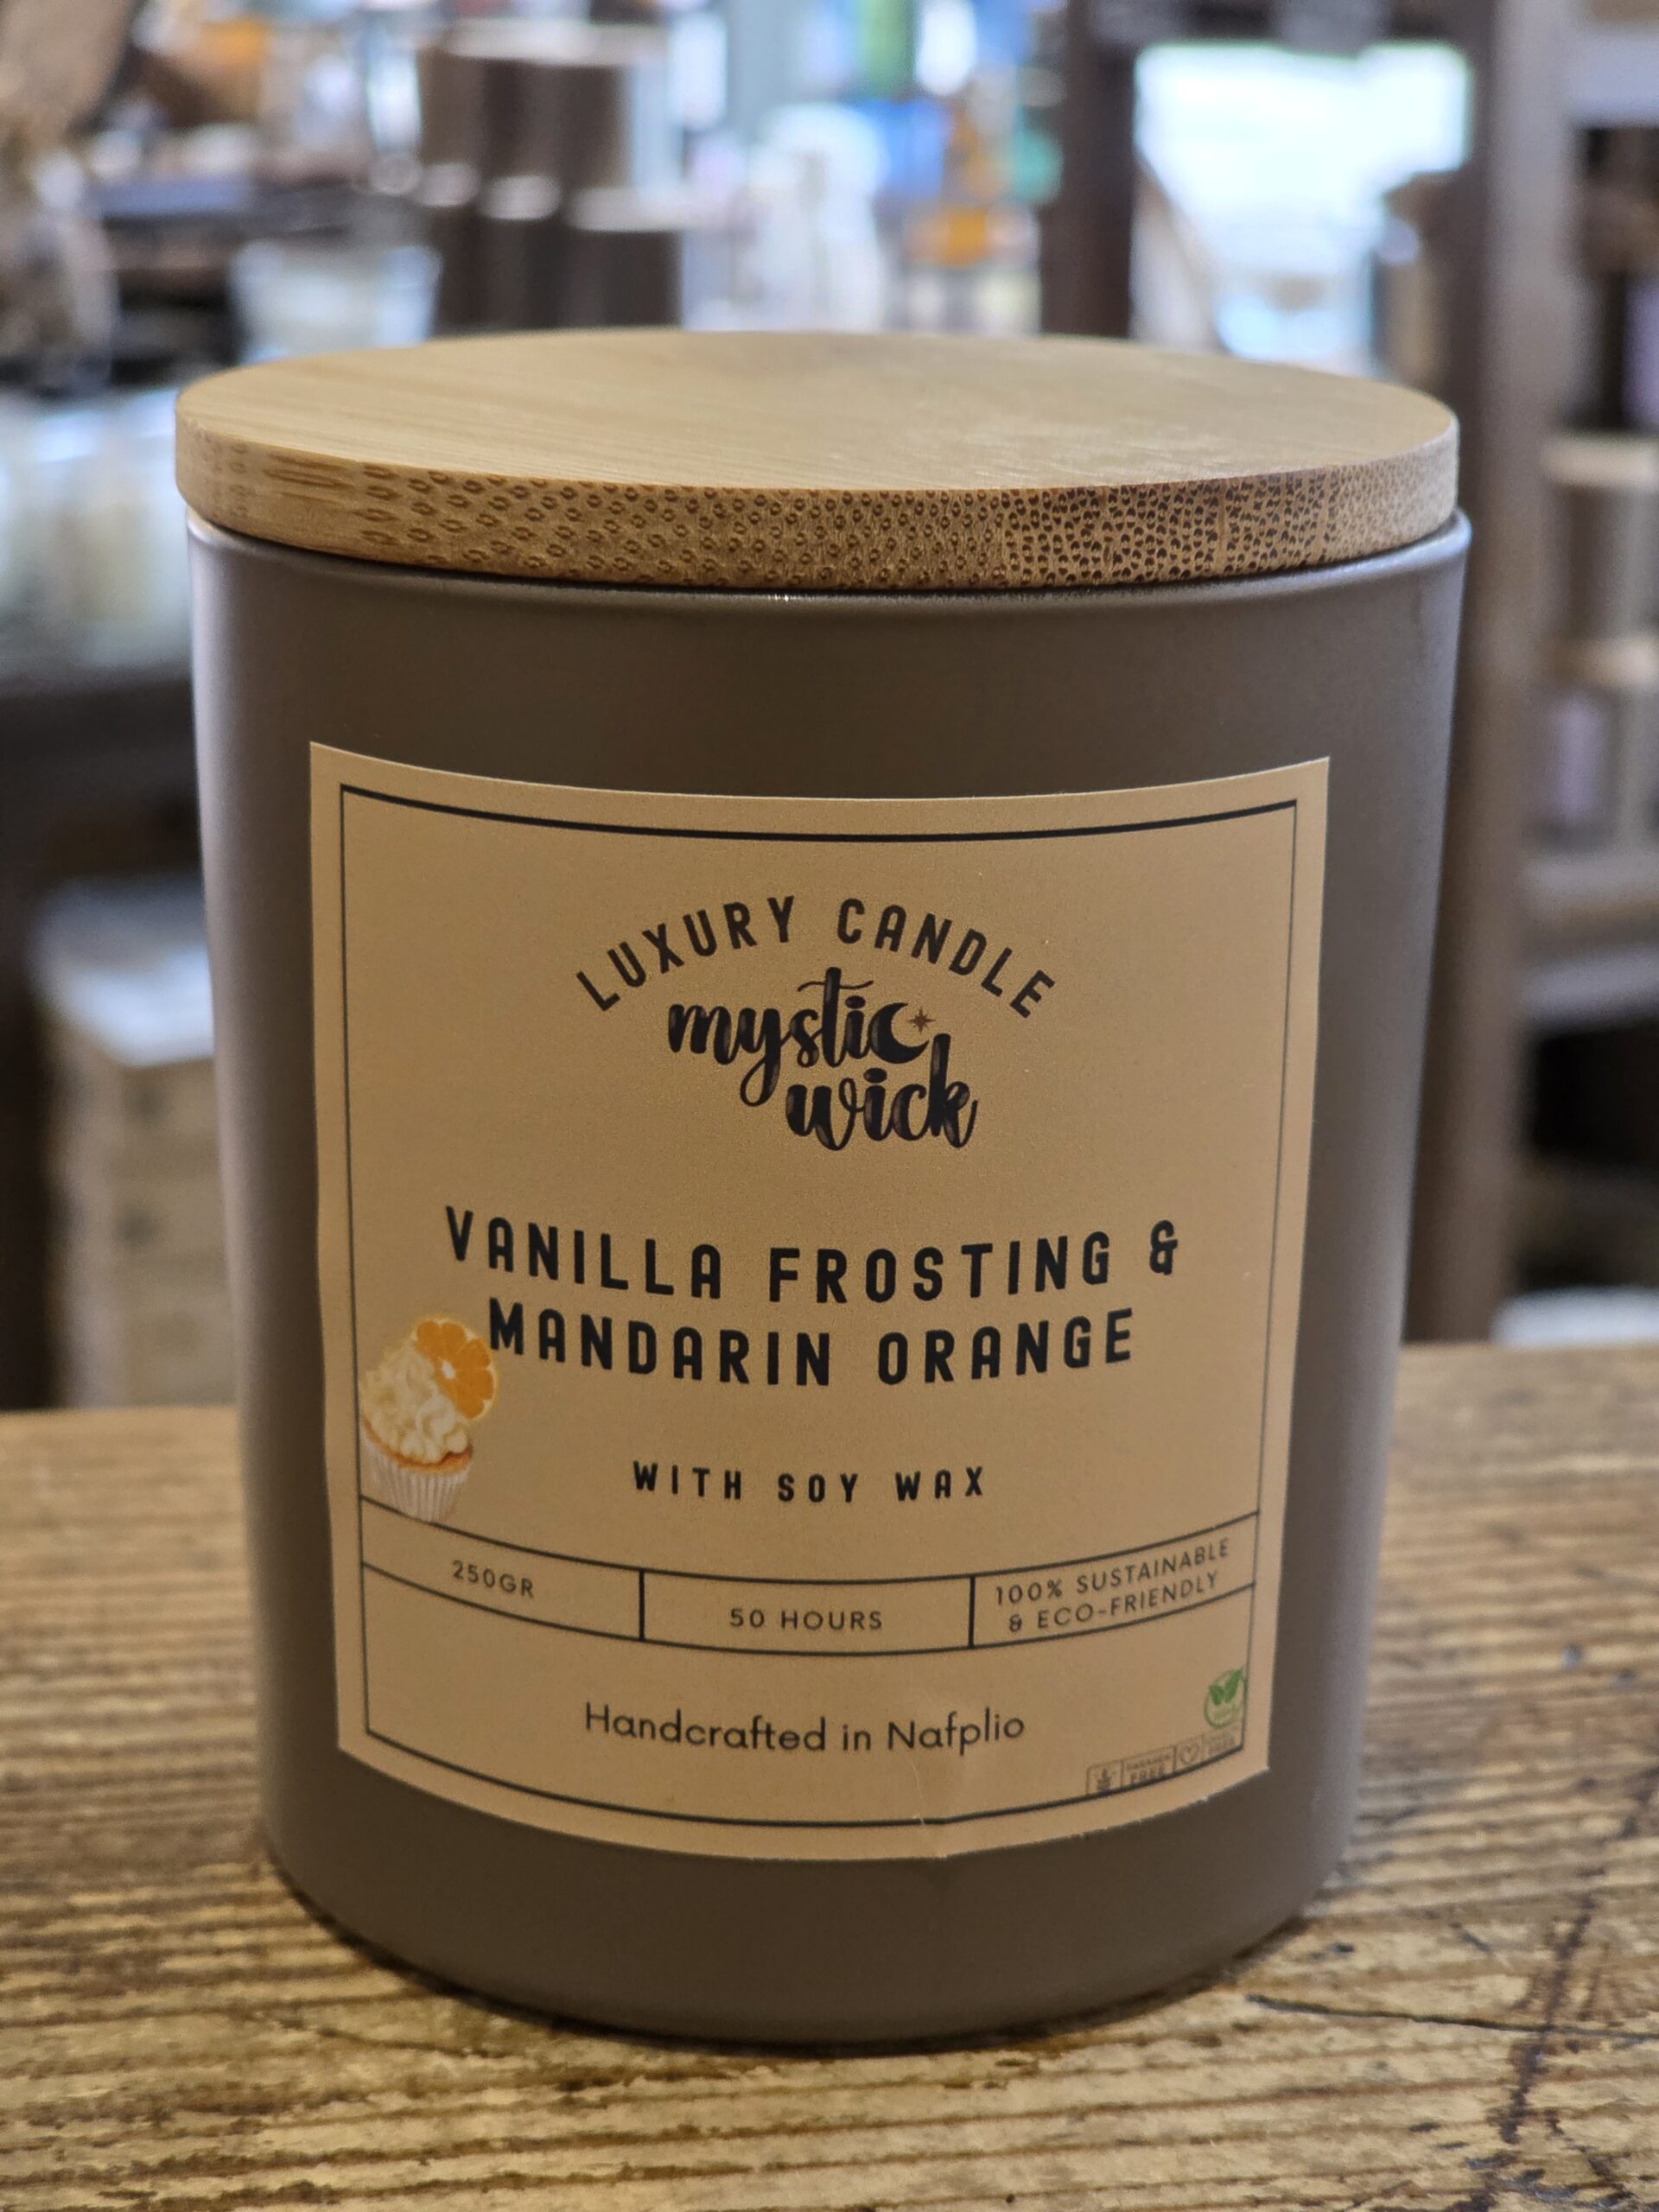 LUXURY CANDLE
mystic
wick
VANILLA FROSTING &
MANDARIN ORANGE
WITH SOY WAX
250GR
50 HOURS
100% SUSTAINABLE
& ECO-FRIENDLY
Handcrafted in Nafplio
FREE